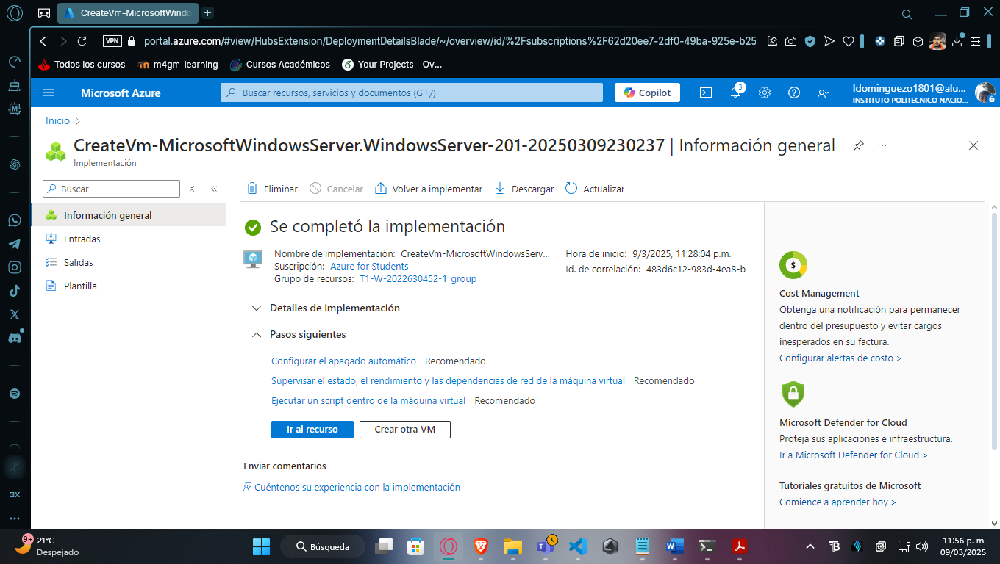 CreateVm-MicrosoftWindo
VPN
portal.azure.com/#view/HubsExtension/DeploymentDetailsBlade/~/overview/id/%2Fsubscriptions%2F62d20ee7-2df0-49ba-925e-b25
Todos los cursos
m4gm-learning
Cursos Académicos
Your Projects - Ov...
Microsoft Azure
Buscar recursos, servicios y documentos (G+/)
Copilot
3
ldominguezo1801@alu...
INSTITUTO POLITECNICO NACIO...
Inicio
CreateVm-MicrosoftWindowsServer.WindowsServer-201-20250309230237 | Información general
Implementación
Buscar
Eliminar
Cancelar
Volver a implementar
Descargar
Actualizar
Información general
Entradas
Salidas
Plantilla
Se completó la implementación
Nombre de implementación: CreateVm-MicrosoftWindowsServ...
Suscripción: Azure for Students
Grupo de recursos: T1-W-2022630452-1_group
Hora de inicio: 9/3/2025, 11:28:04 p.m.
Id. de correlación: 483d6c12-983d-4ea8-b
Detalles de implementación
Pasos siguientes
Configurar el apagado automático Recomendado
Supervisar el estado, el rendimiento y las dependencias de red de la máquina virtual Recomendado
Ejecutar un script dentro de la máquina virtual Recomendado
Ir al recurso
Crear otra VM
Enviar comentarios
Cuéntenos su experiencia con la implementación
Cost Management
Obtenga una notificación para permanecer
dentro del presupuesto y evitar cargos
inesperados en su factura.
Configurar alertas de costo >
Microsoft Defender for Cloud
Proteja sus aplicaciones e infraestructura.
Ir a Microsoft Defender for Cloud >
Tutoriales gratuitos de Microsoft
Comience a aprender hoy >
GX
9+
21°C
Despejado
Búsqueda
11:56 p. m.
09/03/2025